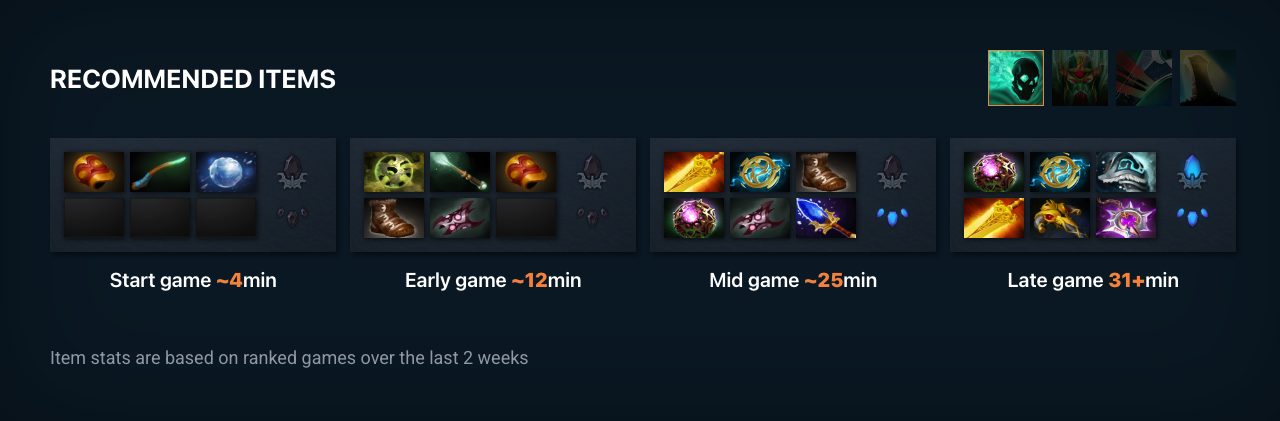 RECOMMENDED ITEMS
Start game ~4min
Early game ~12min
Mid game ~25min
Late game 31+min
Item stats are based on ranked games over the last 2 weeks